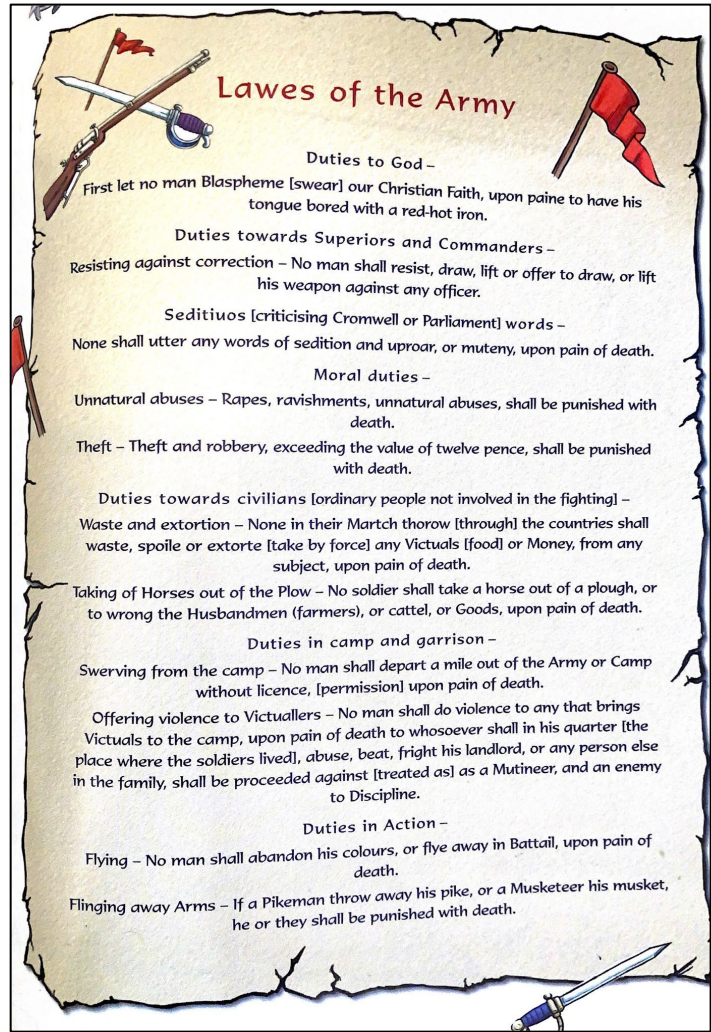 Lawes of the Army
Duties to God –
First let no man Blaspheme [swear] our Christian Faith, upon paine to have his
tongue bored with a red-hot iron.
Duties towards Superiors and Commanders –
Resisting against correction – No man shall resist, draw, lift or offer to draw, or lift
his weapon against any officer.
Seditiuos [criticising Cromwell or Parliament] words –
None shall utter any words of sedition and uproar, or muteny, upon pain of death.
Moral duties –
Unnatural abuses – Rapes, ravishments, unnatural abuses, shall be punished with
death.
Theft – Theft and robbery, exceeding the value of twelve pence, shall be punished
with death.
Duties towards civilians [ordinary people not involved in the fighting] –
Waste and extortion – None in their Martch thorow [through] the countries shall
waste, spoile or extorte [take by force] any Victuals [food] or Money, from any
subject, upon pain of death.
Taking of Horses out of the Plow – No soldier shall take a horse out of a plough, or
to wrong the Husbandmen (farmers), or cattel, or Goods, upon pain of death.
Duties in camp and garrison –
Swerving from the camp – No man shall depart a mile out of the Army or Camp
without licence, [permission] upon pain of death.
Offering violence to Victuallers – No man shall do violence to any that brings
Victuals to the camp, upon pain of death to whosoever shall in his quarter [the
place where the soldiers lived], abuse, beat, fright his landlord, or any person else
in the family, shall be proceeded against [treated as] as a Mutineer, and an enemy
to Discipline.
Duties in Action –
Flying – No man shall abandon his colours, or flye away in Battail, upon pain of
death.
Flinging away Arms – If a Pikeman throw away his pike, or a Musketeer his musket,
he or they shall be punished with death.